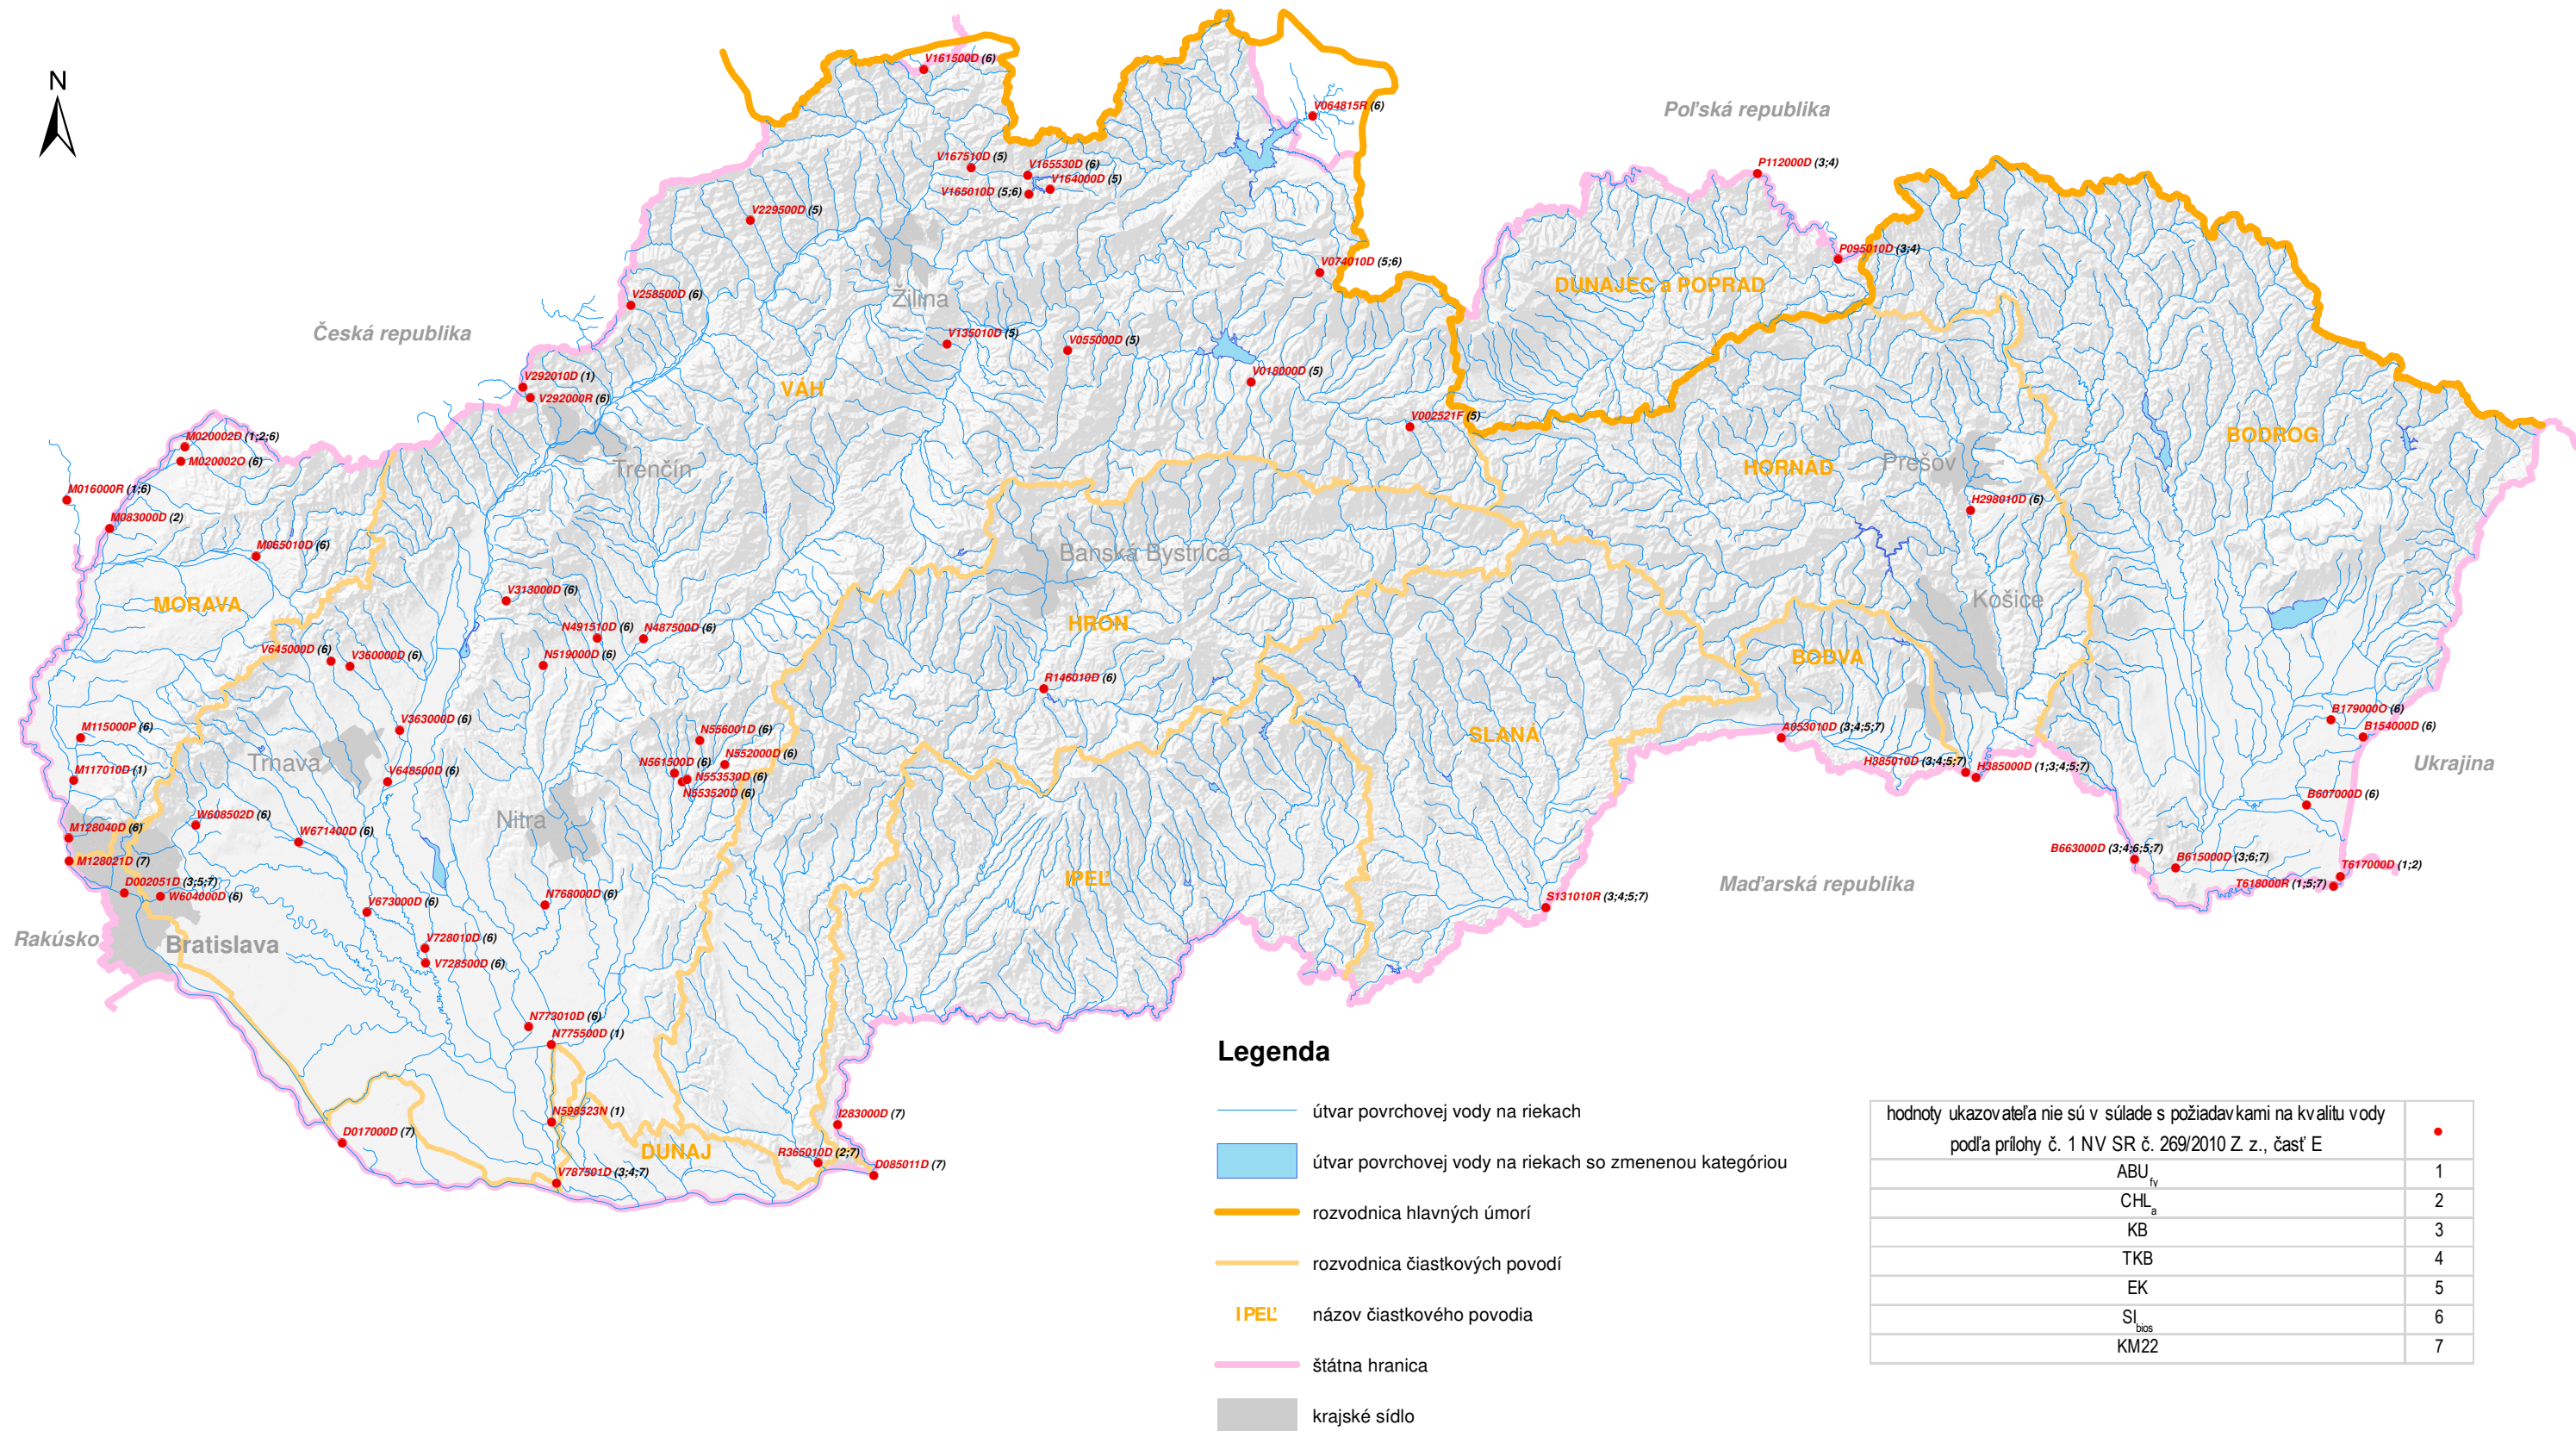 N
V161500D (6)
V064815R (6)
Poľská republika
V167510D (5)
V165530D (6)
P112000D (3;4)
V164000D (5)
V165010D (5;6)
V229500D (5)
P095010D (3;4)
V074010D (5;6)
DUNAJEC a POPRAD
V258500D (6)
Žilina
Česká republika
V135010D (5)
V055000D (5)
V018000D (5)
V292010D (1)
VÁH
V292000R (6)
V002521F (5)
M020002D (1;2;6)
BODROG
M020002O (6)
Trenčín
HORNAD
Prešov
M016000R (1;6)
H298010D (6)
M083000D (2)
M065010D (6)
Banská Bystrica
V313000D (6)
MORAVA
Košice
HRON
N491510D (6)
N487500D (6)
V645000D (6)
V360000D (6)
N519000D (6)
BODVA
R146010D (6)
B179000O (6)
M115000P (6)
V363000D (6)
N556001D (6)
A053010D (3;4;5;7)
B154000D (6)
SLANÁ
Trnava
N552000D (6)
N561500D (6)
H385010D (3;4;5;7)
H385000D (1;3;4;5;7)
Ukrajina
M117010D (1)
V648500D (6)
N553530D (6)
N553520D (6)
B607000D (6)
W608502D (6)
Nitra
M128040D (6)
W671400D (6)
B663000D (3;4;6;5;7)
B615000D (3;6;7)
M128021D (7)
T617000D (1;2)
D002051D (3;5;7)
IPEĽ
Maďarská republika
T618000R (1;5;7)
W604000D (6)
N768000D (6)
S131010R (3;4;5;7)
V673000D (6)
Rakúsko
Bratislava
V728010D (6)
V728500D (6)
N773010D (6)
N775500D (1)
N598523N (1)
I283000D (7)
D017000D (7)
DUNAJ
R365010D (2;7)
D085011D (7)
V787501D (3;4;7)
Legenda
útvar povrchovej vody na riekach
útvar povrchovej vody na riekach so zmenenou kategóriou
rozvodnica hlavných úmorí
rozvodnica čiastkových povodí
IPEĽ názov čiastkového povodia
štátna hranica
krajské sídlo
hodnoty ukazovateľa nie sú v súlade s požiadavkami na kvalitu vody
podľa prílohy č. 1 NV SR č. 269/2010 Z. z., časť E
ABUfy 1
CHLa 2
KB 3
TKB 4
EK 5
SIbios 6
KM22 7